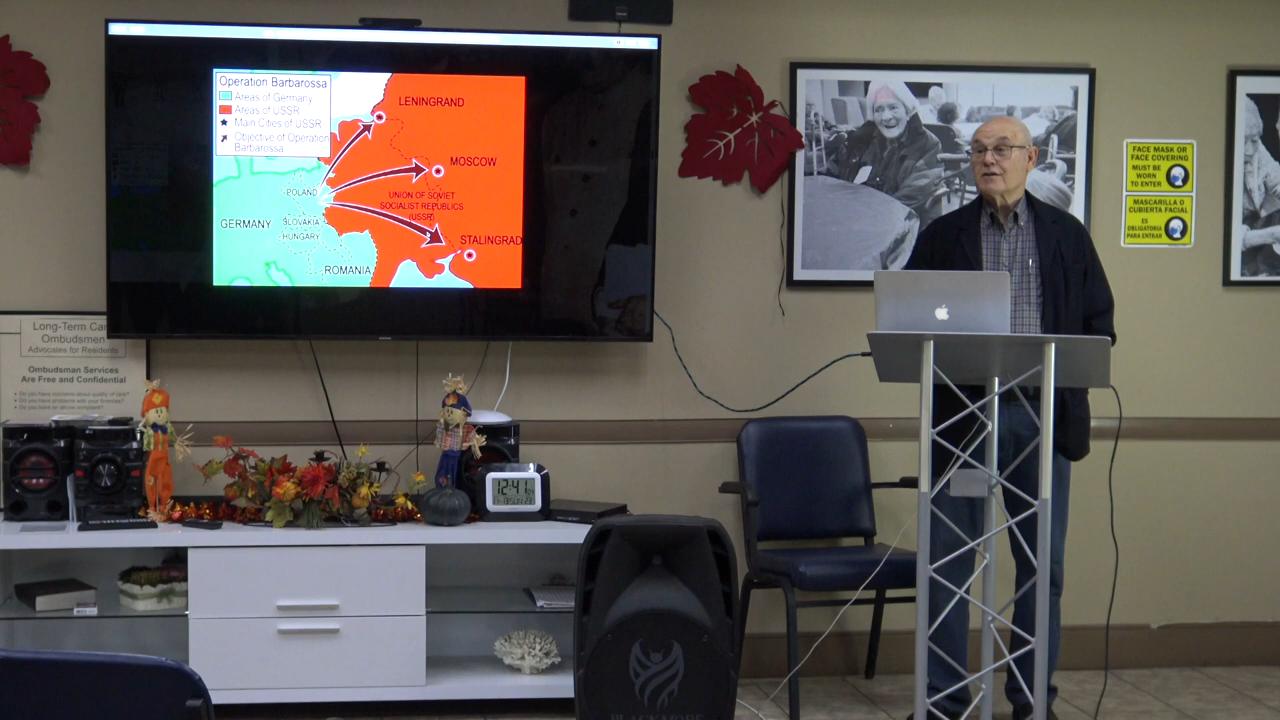 Operation Barbarossa
Areas of Germany
Areas of USSR
Main Cities of USSR
Objective of Operation
Barbarossa
LENINGRAND
MOSCOW
UNION OF SOVIET
SOCIALIST REPUBLICS
(USSR)
STALINGRAD
POLAND
GERMANY
SLOVAKIA
HUNGARY
ROMANIA
FACE MASK OR
FACE COVERING
MUST BE
WORN
TO ENTER
MASCARILLA O
CUBIERTA FACIAL
ES
OBLIGATORIA
PARA ENTRAR
Long-Term Car
Ombudsmen
Advocates for Residents
Ombudsman Services
Are Free and Confidential
12:41